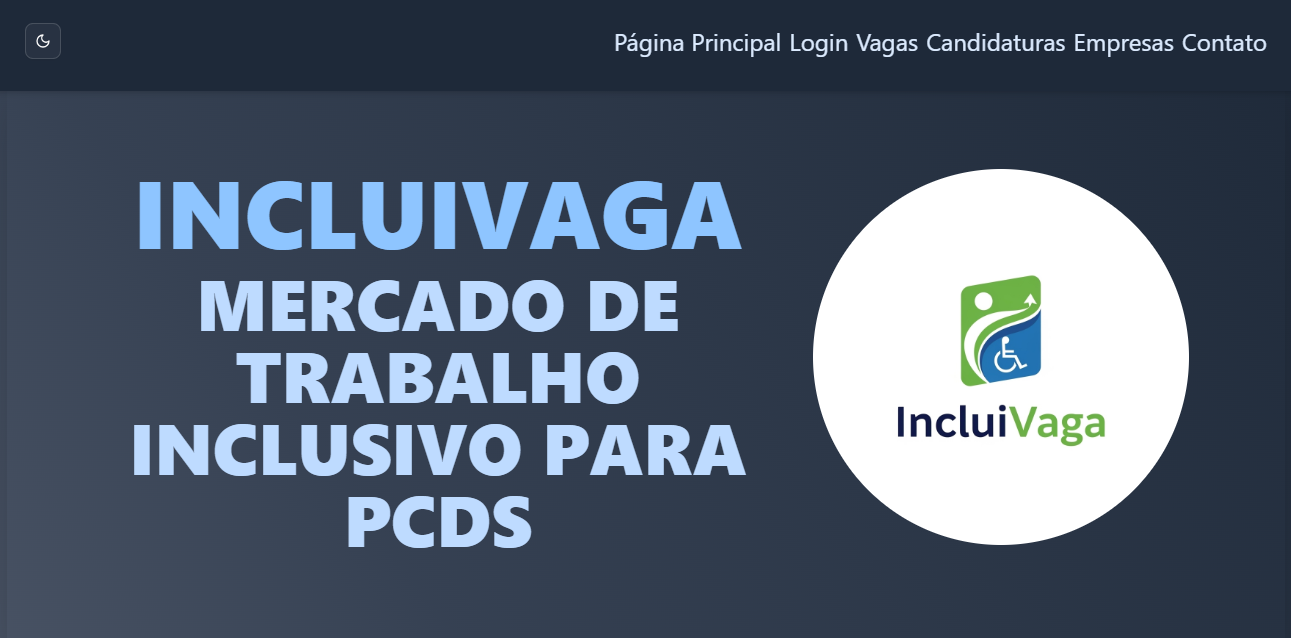 Página Principal Login Vagas Candidaturas Empresas Contato
INCLUIVAGA
MERCADO DE
TRABALHO
INCLUSIVO PARA
PCDS
IncluiVaga